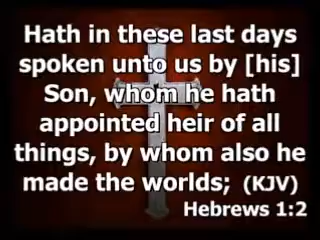 Hath in these last days
spoken unto us by [his]
Son, whom he hath
appointed heir of all
things, by whom also he
made the worlds; (KJV)
Hebrews 1:2